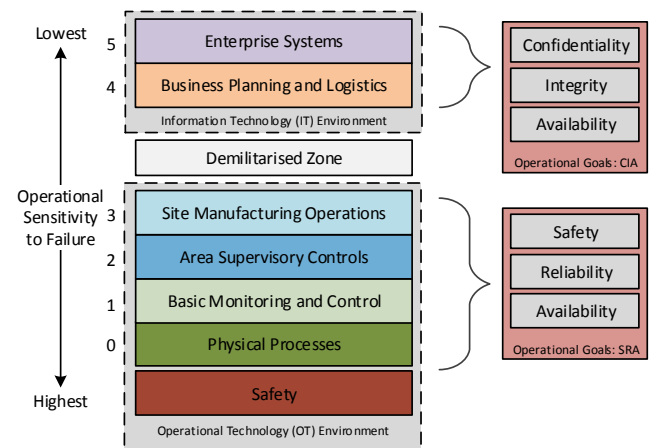 Lowest
Operational
Sensitivity
to Failure
Highest
5
Enterprise Systems
4
Business Planning and Logistics
Information Technology (IT) Environment
Demilitarised Zone
3
Site Manufacturing Operations
2
Area Supervisory Controls
1
Basic Monitoring and Control
0
Physical Processes
Safety
Operational Technology (OT) Environment
Confidentiality
Integrity
Availability
Operational Goals: CIA
Safety
Reliability
Availability
Operational Goals: SRA